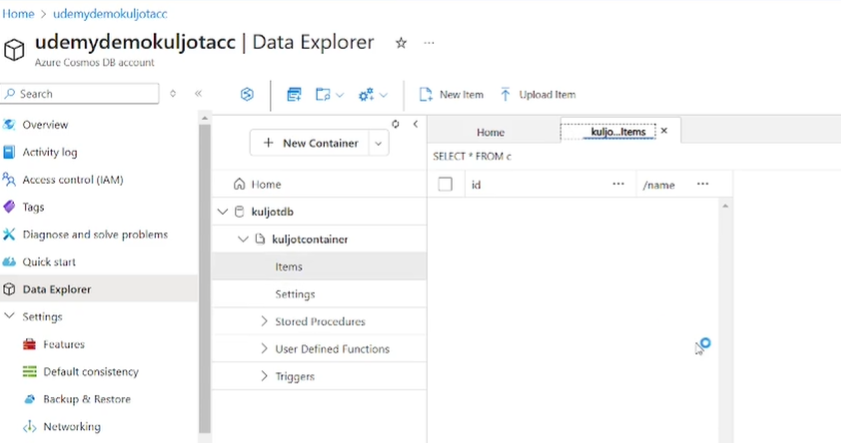 Home > udemydemokuljotacc
udemydemokuljotacc | Data Explorer
Azure Cosmos DB account
Search
Overview
Activity log
Access control (IAM)
Tags
Diagnose and solve problems
Quick start
Data Explorer
Settings
Features
Default consistency
Backup & Restore
Networking
New Item
Upload Item
New Container
Home
kuljotdb
kuljotcontainer
Items
Settings
Stored Procedures
User Defined Functions
Triggers
Home
kuljo...Items
SELECT * FROM c
id
/name